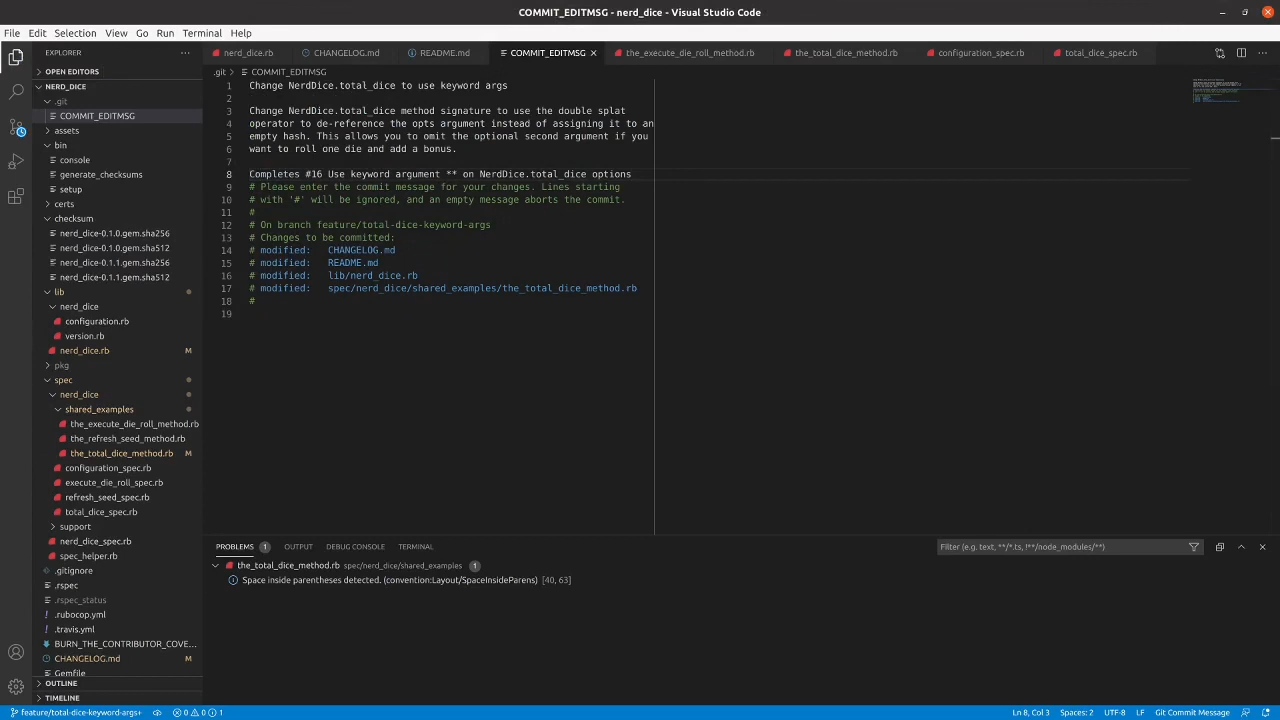 COMMIT_EDITMSG - nerd_dice - Visual Studio Code
File Edit Selection View Go Run Terminal Help
EXPLORER
nerd_dice.rb
CHANGELOG.md
README.md
COMMIT_EDITMSG
the_execute_die_roll_method.rb
the_total_dice_method.rb
configuration_spec.rb
total_dice_spec.rb
OPEN EDITORS
NERD_DICE
.git
COMMIT_EDITMSG
assets
bin
console
generate_checksums
setup
certs
checksum
nerd_dice-0.1.0.gem.sha256
nerd_dice-0.1.0.gem.sha512
nerd_dice-0.1.1.gem.sha256
nerd_dice-0.1.1.gem.sha512
lib
nerd_dice
configuration.rb
version.rb
nerd_dice.rb M
pkg
spec
nerd_dice
shared_examples
the_execute_die_roll_method.rb
the_refresh_seed_method.rb
the_total_dice_method.rb M
configuration_spec.rb
execute_die_roll_spec.rb
refresh_seed_spec.rb
total_dice_spec.rb
support
nerd_dice_spec.rb
spec_helper.rb
.gitignore
.rspec
.rspec_status
.rubocop.yml
.travis.yml
BURN_THE_CONTRIBUTOR_COVE...
CHANGELOG.md M
Gemfile
OUTLINE
TIMELINE
.git > COMMIT_EDITMSG
1 Change NerdDice.total_dice to use keyword args
2
3 Change NerdDice.total_dice method signature to use the double splat
4 operator to de-reference the opts argument instead of assigning it to an
5 empty hash. This allows you to omit the optional second argument if you
6 want to roll one die and add a bonus.
7
8 Completes #16 Use keyword argument ** on NerdDice.total_dice options
9 # Please enter the commit message for your changes. Lines starting
10 # with '#' will be ignored, and an empty message aborts the commit.
11 #
12 # On branch feature/total-dice-keyword-args
13 # Changes to be committed:
14 # modified: CHANGELOG.md
15 # modified: README.md
16 # modified: lib/nerd_dice.rb
17 # modified: spec/nerd_dice/shared_examples/the_total_dice_method.rb
18 #
19
PROBLEMS 1 OUTPUT DEBUG CONSOLE TERMINAL
Filter (e.g. text, **/*.ts, !**/node_modules/**)
the_total_dice_method.rb spec/nerd_dice/shared_examples 1
Space inside parentheses detected. (convention:Layout/SpaceInsideParens) [40, 63]
feature/total-dice-keyword-args+ 0 0 1
Ln 8, Col 3 Spaces: 2 UTF-8 LF Git Commit Message